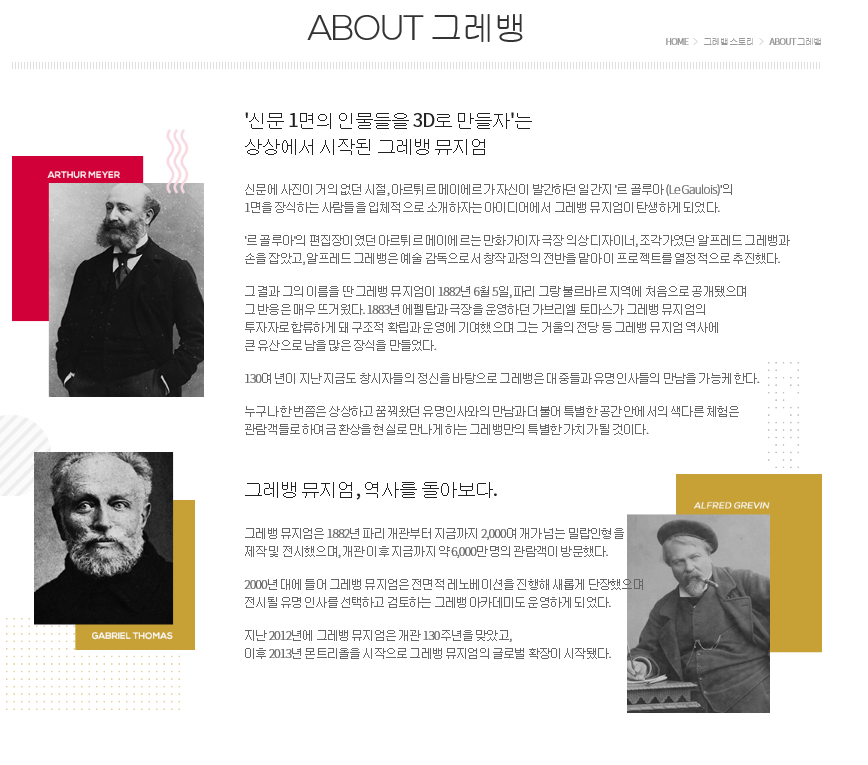 ABOUT 그레뱅
HOME > 그레뱅 스토리 > ABOUT 그레뱅
'신문 1면의 인물들을 3D로 만들자'는
상상에서 시작된 그레뱅 뮤지엄
ARTHUR MEYER
신문에 사진이 거의 없던 시절, 아르튀르 메이에르가 자신이 발간하던 일간지 '르 골루아 (Le Gaulois)'의
1면을 장식하는 사람들을 입체적으로 소개하자는 아이디어에서 그레뱅 뮤지엄이 탄생하게 되었다.
'르 골루아'의 편집장이였던 아르튀르 메이에르는 만화가이자 극장 의상 디자이너, 조각가였던 알프레드 그레뱅과
손을 잡았고, 알프레드 그레뱅은 예술 감독으로서 창작 과정의 전반을 맡아 이 프로젝트를 열정적으로 추진했다.
그 결과 그의 이름을 딴 그레뱅 뮤지엄이 1882년 6월 5일, 파리 그랑 불르바르 지역에 처음으로 공개됐으며
그 반응은 매우 뜨거웠다. 1883년 에펠탑과 극장을 운영하던 가브리엘 토마스가 그레뱅 뮤지엄의
투자자로 합류하게 돼 구조적 확립과 운영에 기여했으며 그는 거울의 전당 등 그레뱅 뮤지엄 역사에
큰 유산으로 남을 많은 장식을 만들었다.
130여 년이 지난 지금도 창시자들의 정신을 바탕으로 그레뱅은 대중들과 유명인사들의 만남을 가능케 한다.
누구나 한 번쯤은 상상하고 꿈꿔왔던 유명인사와의 만남과 더불어 특별한 공간 안에서의 색다른 체험은
관람객들로 하여금 환상을 현실로 만나게 하는 그레뱅만의 특별한 가치가 될 것이다.
그레뱅 뮤지엄, 역사를 돌아보다.
ALFRED GREVIN
그레뱅 뮤지엄은 1882년 파리 개관부터 지금까지 2,000여 개가 넘는 밀랍인형을
제작 및 전시했으며, 개관 이후 지금까지 약 6,000만 명의 관람객이 방문했다.
2000년대에 들어 그레뱅 뮤지엄은 전면적 레노베이션을 진행해 새롭게 단장했으며
전시될 유명 인사를 선택하고 검토하는 그레뱅 아카데미도 운영하게 되었다.
GABRIEL THOMAS
지난 2012년에 그레뱅 뮤지엄은 개관 130주년을 맞았고,
이후 2013년 몬트리올을 시작으로 그레뱅 뮤지엄의 글로벌 확장이 시작됐다.